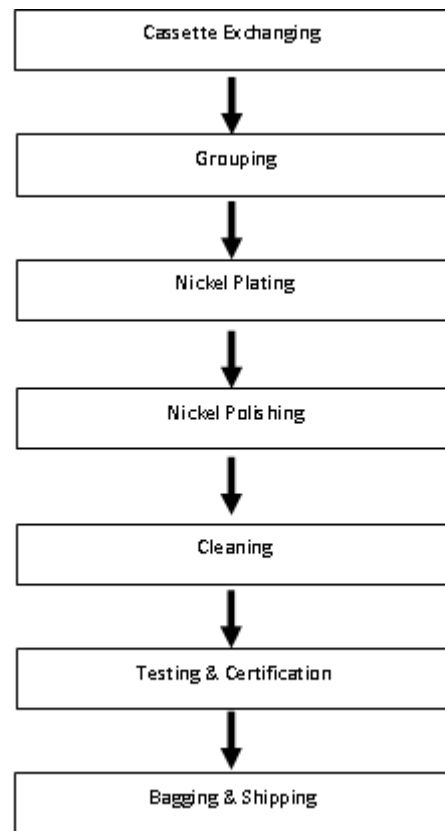 Cassette Exchanging
Grouping
Nickel Plating
Nickel Polishing
Cleaning
Testing & Certification
Bagging & Shipping